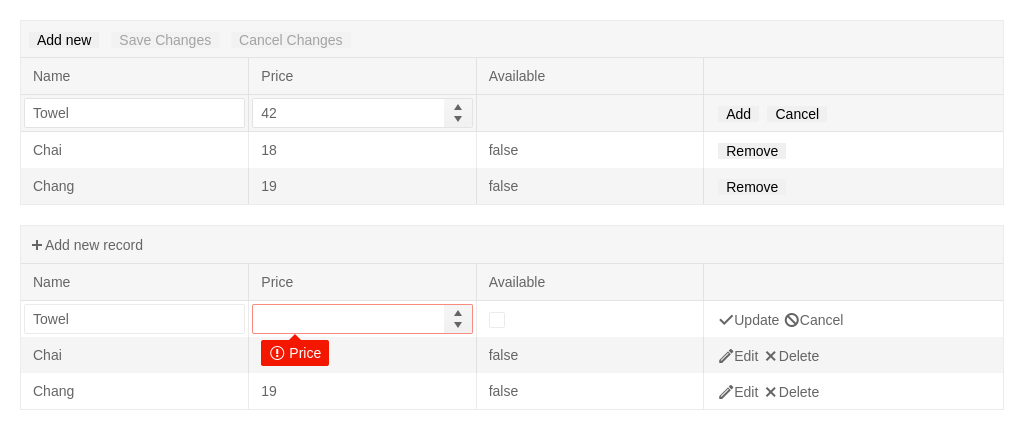 Add new Save Changes Cancel Changes
Name Price Available
Towel 42 Add Cancel
Chai 18 false Remove
Chang 19 false Remove
Add new record
Name Price Available
Towel Update Cancel
Chai Price false Edit Delete
Chang 19 false Edit Delete